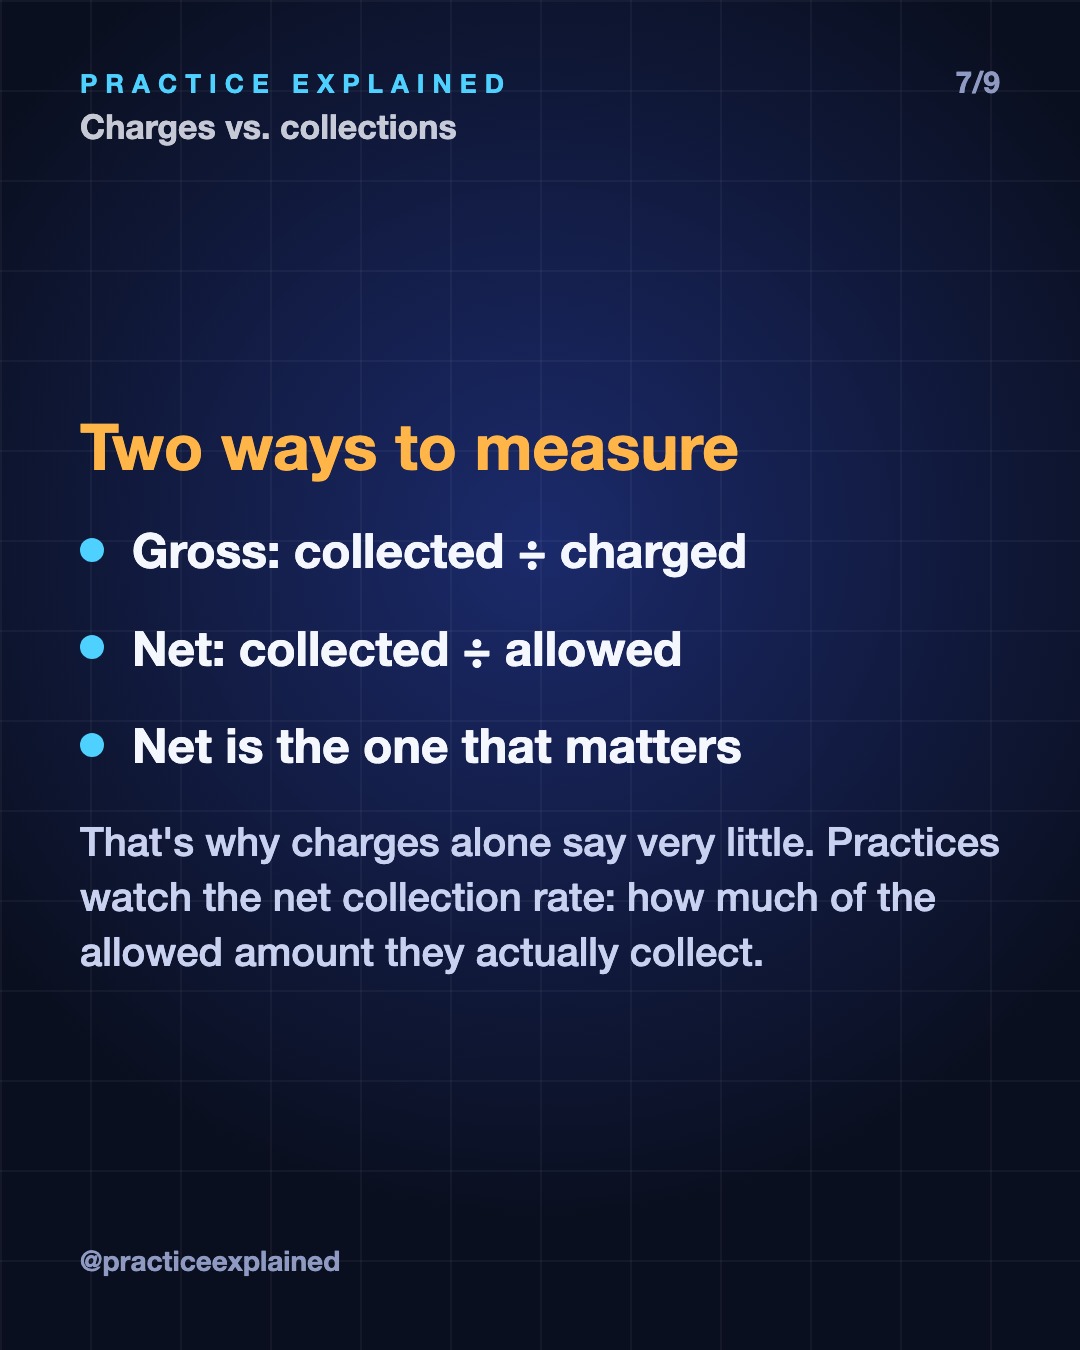 PRACTICE EXPLAINED
7/9
Charges vs. collections
Two ways to measure
Gross: collected ÷ charged
Net: collected ÷ allowed
Net is the one that matters
That's why charges alone say very little. Practices
watch the net collection rate: how much of the
allowed amount they actually collect.
@practiceexplained